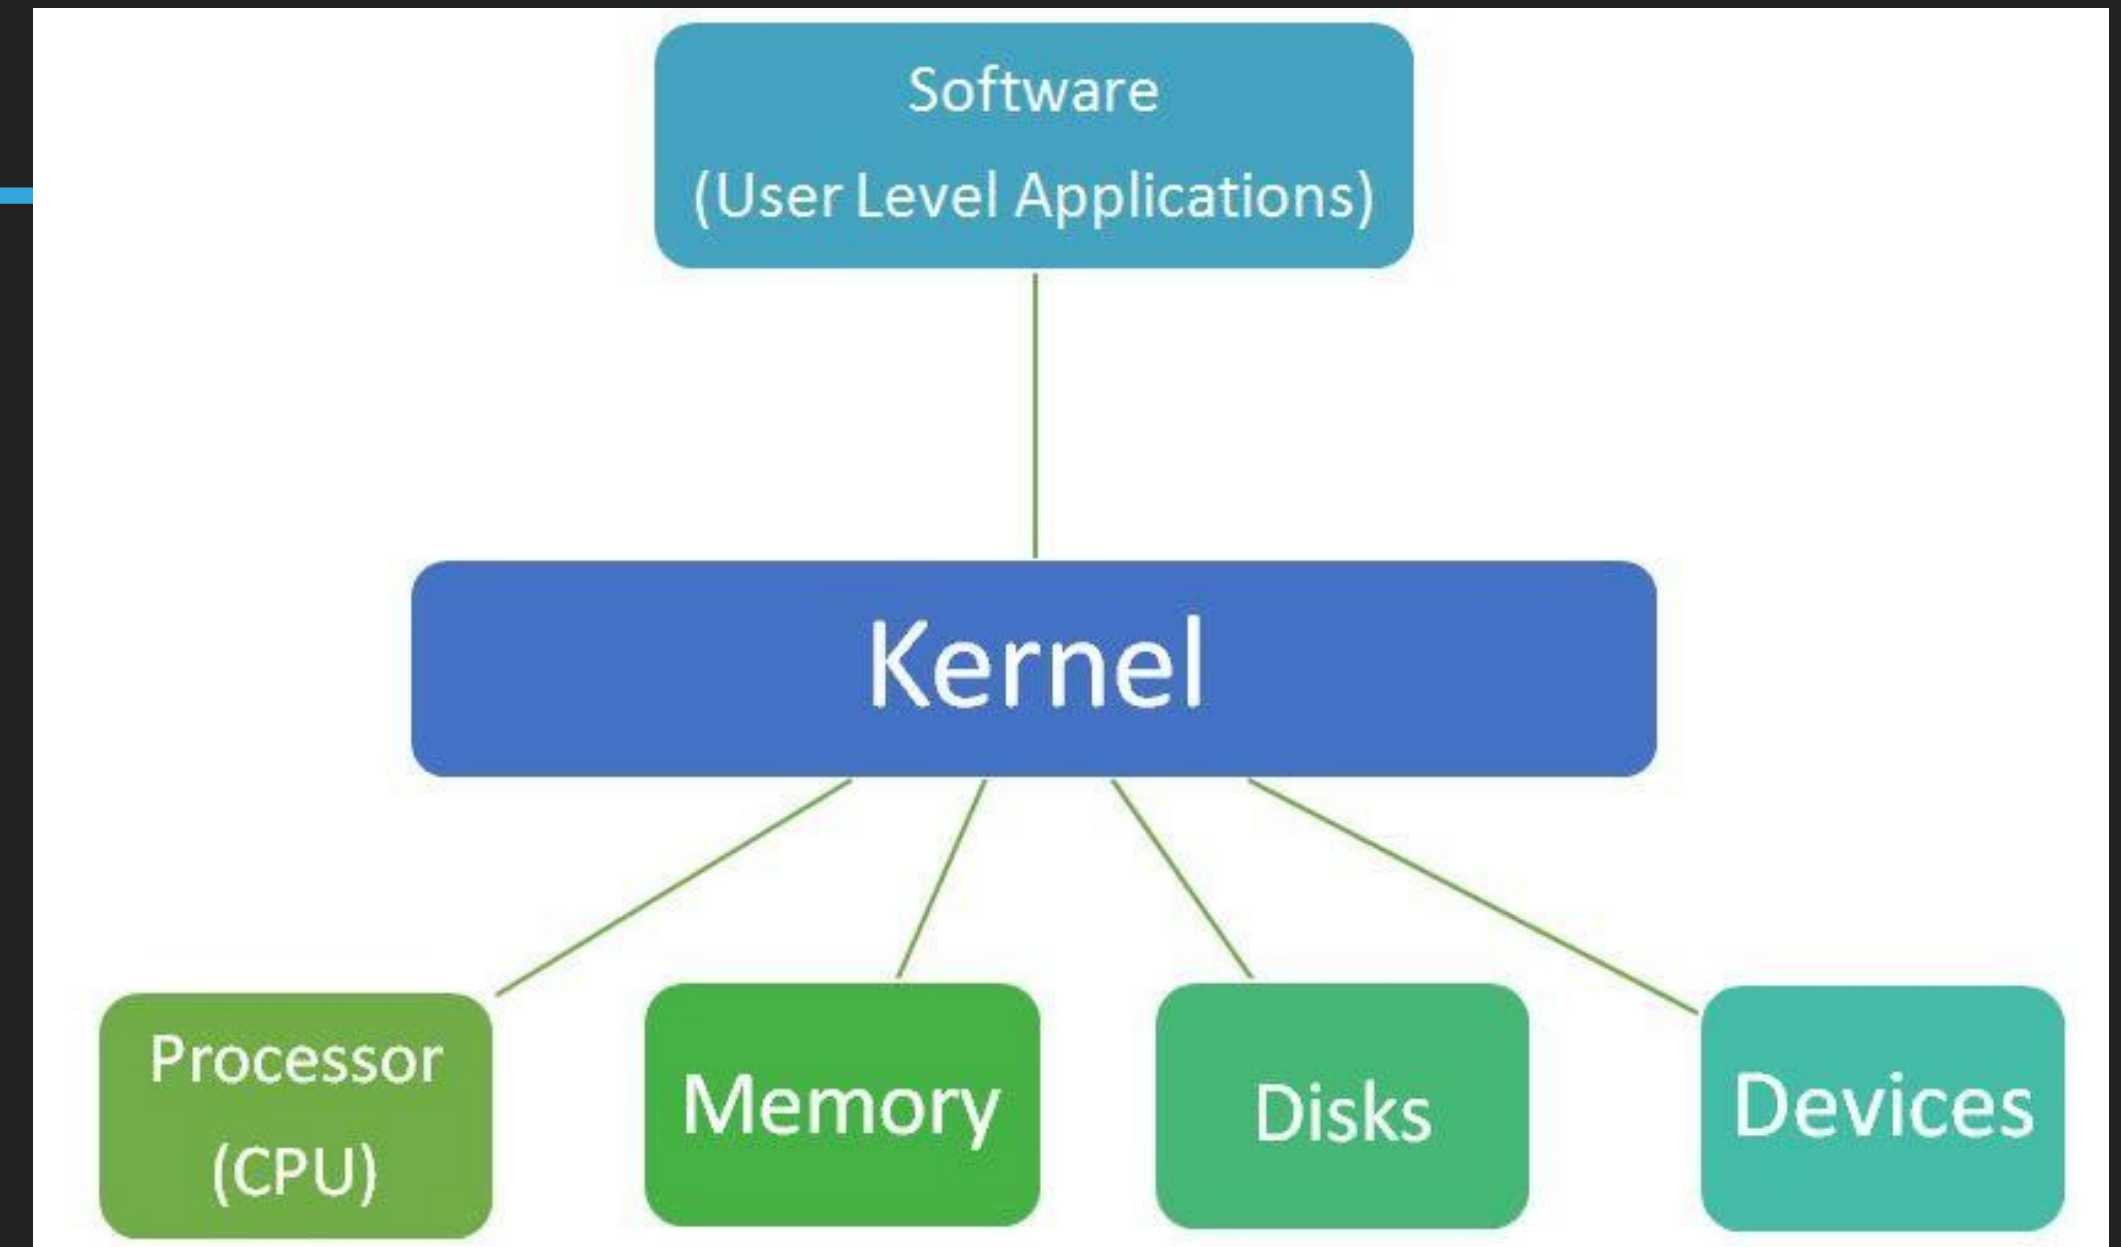 Software
(User Level Applications)
Kernel
Processor
(CPU)
Memory
Disks
Devices